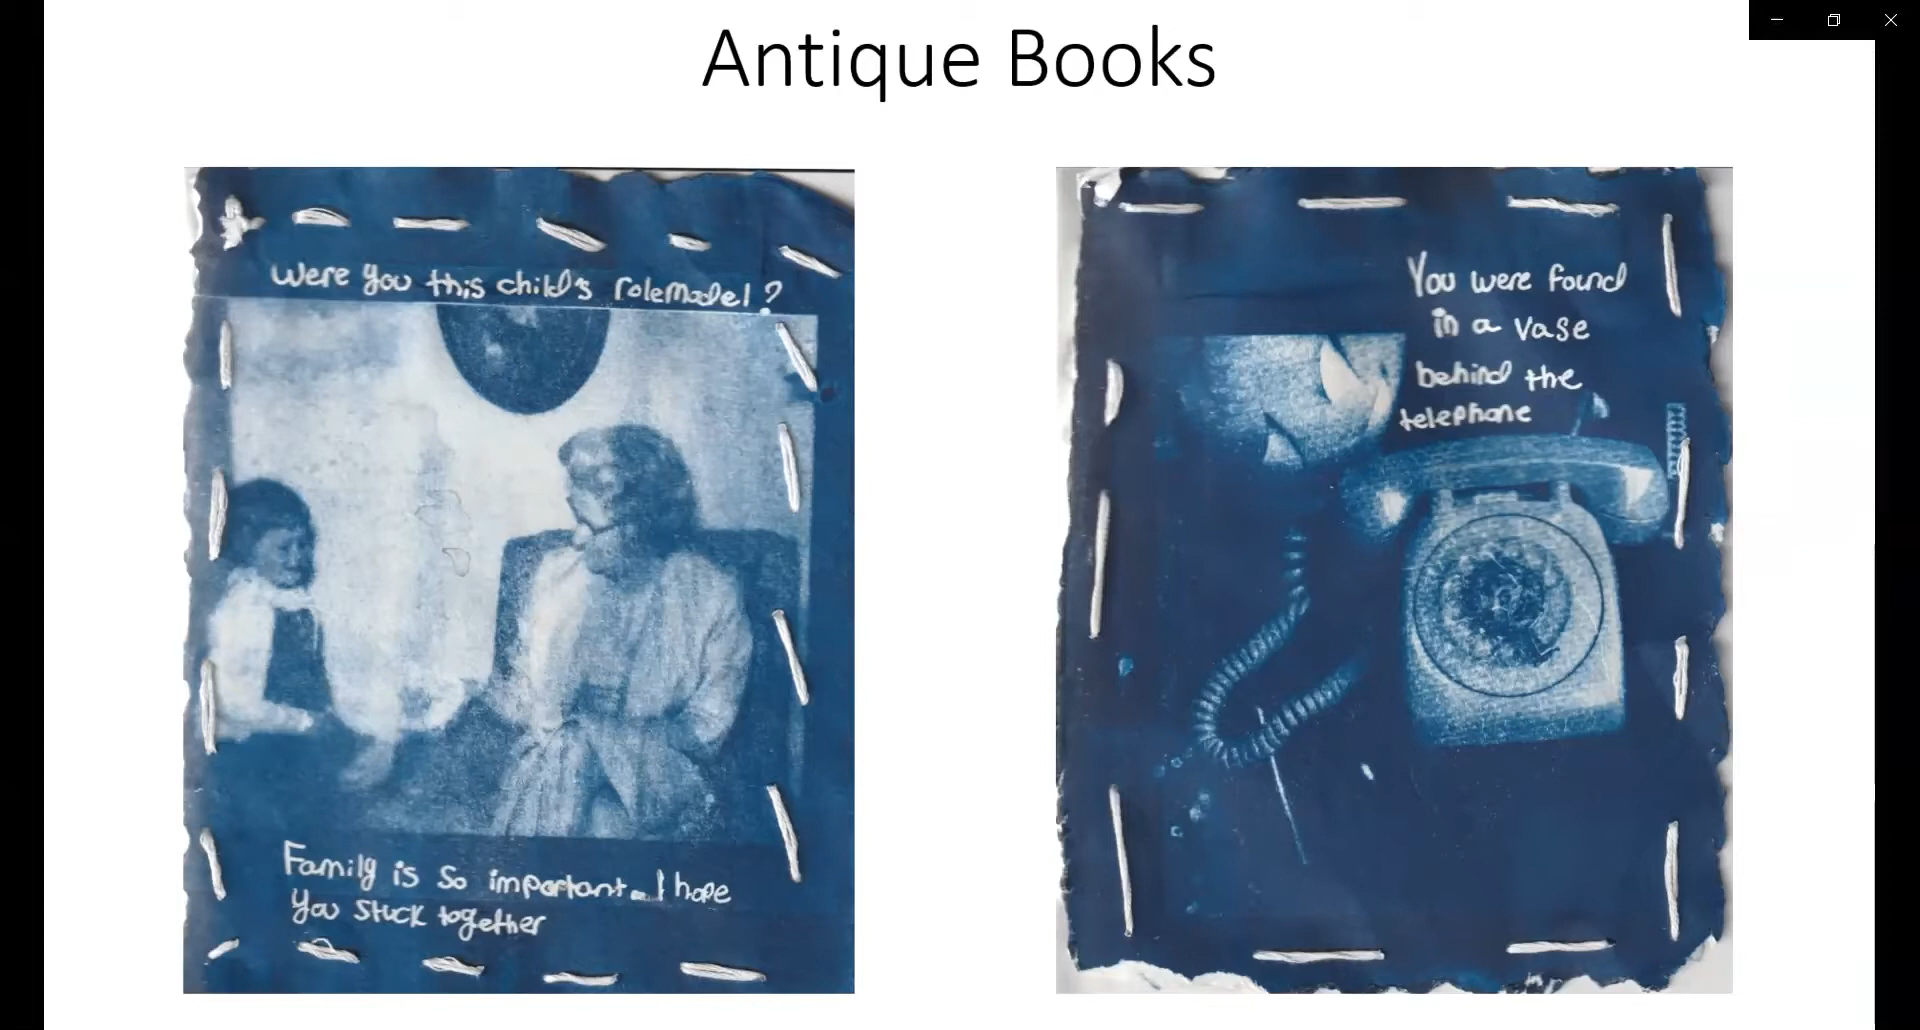 Antique Books
Were you this child's rolemodel?
Family is so important. I hope
you stuck together
You were found
in a vase
behind the
telephone